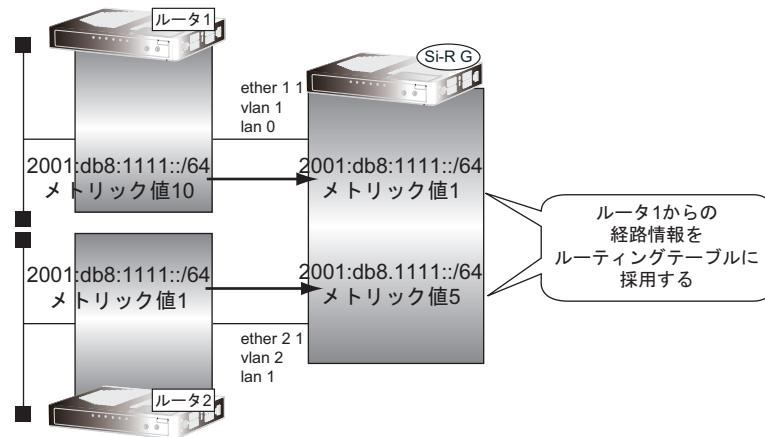 ルータ1
Si-R G
ether 1 1
vlan 1
lan 0
2001:db8:1111::/64
メトリック値10
2001:db8:1111::/64
メトリック値1
ルータ1からの
経路情報を
ルーティングテーブルに
採用する
2001:db8:1111::/64
メトリック値1
2001:db8.1111::/64
メトリック値5
ether 2 1
vlan 2
lan 1
ルータ2